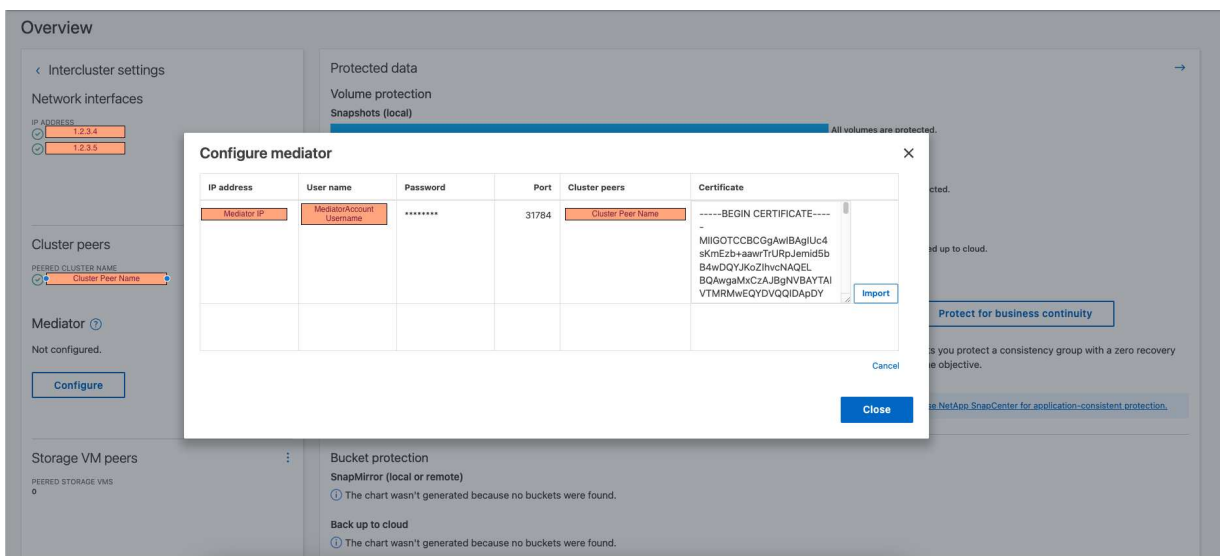 Overview
Intercluster settings
Network interfaces
IP ADDRESS
1.2.3.4
1.2.3.5
Cluster peers
PEERED CLUSTER NAME
Cluster Peer Name
Mediator
Not configured.
Configure
Storage VM peers
PEERED STORAGE VMS
0
Protected data
Volume protection
Snapshots (local)
All volumes are protected.
cted.
ed up to cloud.
Protect for business continuity
ts you protect a consistency group with a zero recovery
e objective.
se NetApp SnapCenter for application-consistent protection.
Configure mediator
IP address User name Password Port Cluster peers Certificate
Mediator IP
MediatorAccount
Username
********
31784
Cluster Peer Name
-----BEGIN CERTIFICATE----
-
MIIGOTCCBCGgAwIBAgIUc4
sKmEzb+aawrTrURpJemid5b
B4wDQYJKoZIhvcNAQEL
BQAwgaMxCzAJBgNVBAYTAl
VTMRMwEQYDVQQIDApDY
Import
Cancel
Close
Bucket protection
SnapMirror (local or remote)
The chart wasn't generated because no buckets were found.
Back up to cloud
The chart wasn't generated because no buckets were found.